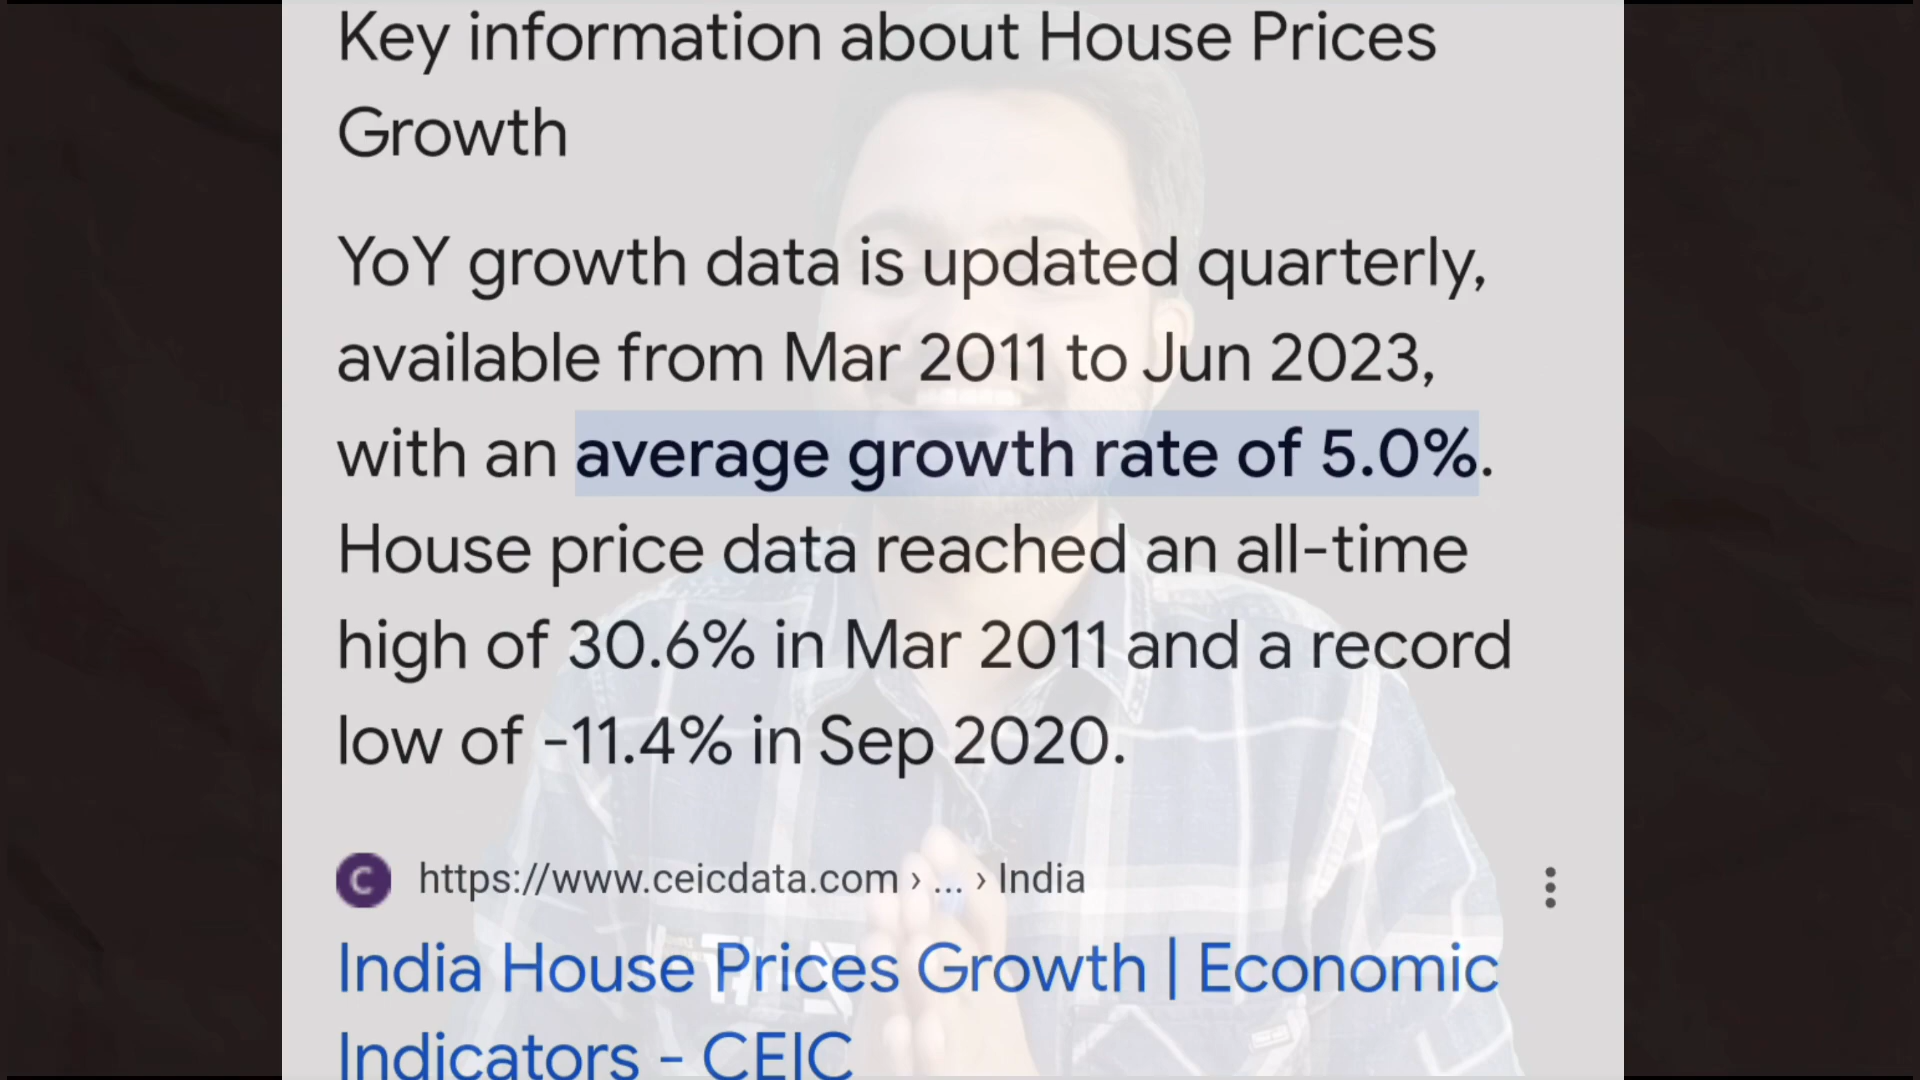 Key information about House Prices
Growth
YoY growth data is updated quarterly,
available from Mar 2011 to Jun 2023,
with an average growth rate of 5.0%.
House price data reached an all-time
high of 30.6% in Mar 2011 and a record
low of -11.4% in Sep 2020.
C https://www.ceicdata.com › ... › India
India House Prices Growth | Economic
Indicators - CEIC